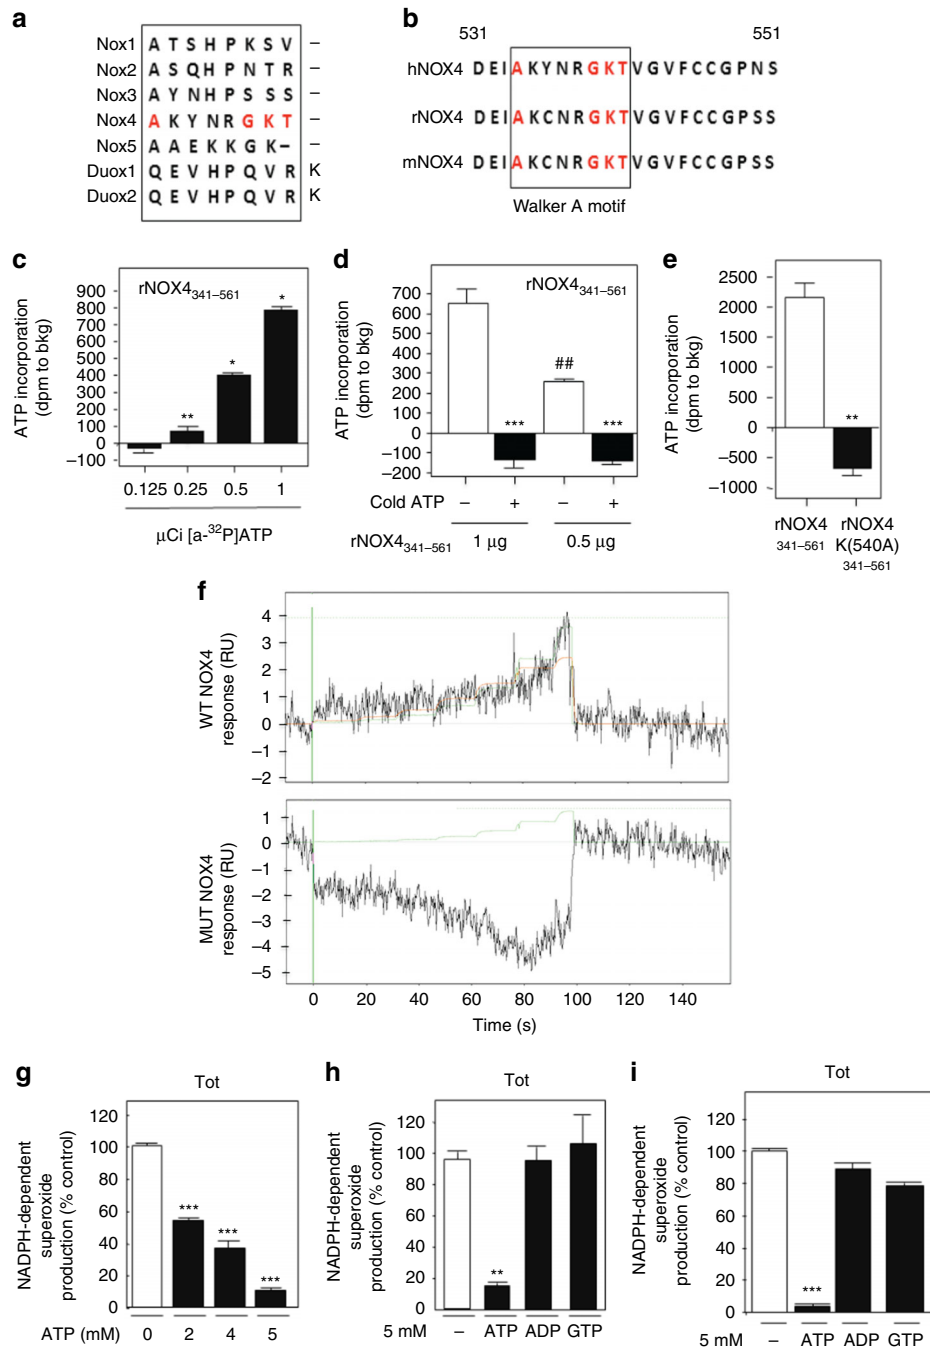 a
Nox1 A T S H P K S V –
Nox2 A S Q H P N T R –
Nox3 A Y N H P S S S –
Nox4 A K Y N R G K T –
Nox5 A A E K K G K – –
Duox1 Q E V H P Q V R K
Duox2 Q E V H P Q V R K
b
531 551
hNOX4 D E I A K Y N R G K T V G V F C C G P N S
rNOX4 D E I A K C N R G K T V G V F C C G P S S
mNOX4 D E I A K C N R G K T V G V F C C G P S S
Walker A motif
c
rNOX4341–561
ATP incorporation
(dpm to bkg)
900
800
700
600
500
400
300
200
100
0
–100
** * *
0.125 0.25 0.5 1
μCi [a-32P]ATP
d
rNOX4341–561
ATP incorporation
(dpm to bkg)
700
600
500
400
300
200
100
0
–100
–200
##
*** ***
Cold ATP – + – +
rNOX4341–561 1 μg 0.5 μg
e
ATP incorporation
(dpm to bkg)
2500
2000
1500
1000
500
0
–500
–1000
**
rNOX4 rNOX4
341–561 K(540A)
341–561
f
WT NOX4
response (RU)
4
3
2
1
0
–1
–2
MUT NOX4
response (RU)
1
0
–1
–2
–3
–4
–5
0 20 40 60 80 100 120 140
Time (s)
g
Tot
NADPH-dependent
superoxide
production (% control)
120
100
80
60
40
20
0
*** *** ***
ATP (mM) 0 2 4 5
h
Tot
NADPH-dependent
superoxide
production (% control)
120
100
80
60
40
20
0
**
5 mM – ATP ADP GTP
i
Tot
NADPH-dependent
superoxide
production (% control)
120
100
80
60
40
20
0
***
5 mM – ATP ADP GTP